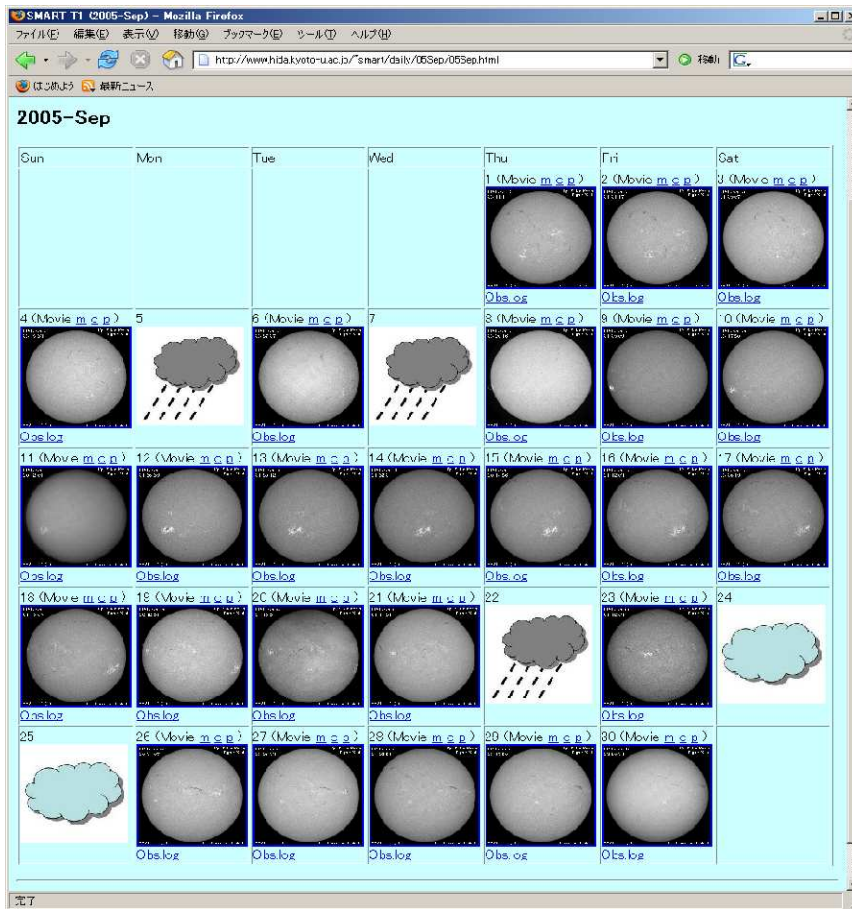 SMART T1 (2005-Sep) - Mozilla Firefox
ファイル(F) 編集(E) 表示(V) 移動(G) ブックマーク(B) ツール(T) ヘルプ(H)
http://www.hida.kyoto-u.ac.jp/~smart/daily/05Sep/05Sep.html 移動 G
はじめよう 最新ニュース
2005-Sep
Sun Mon Tue Wed Thu Fri Sat
1 (Movie m c p) 2 (Movie m c p) 3 (Movie m c p)
Obs.log Obs.log Obs.log
4 (Movie m c p) 5 6 (Movie m c p) 7 8 (Movie m c p) 9 (Movie m c p) 10 (Movie m c p)
Obs.log Obs.log Obs.log Obs.log Obs.log
11 (Movie m c p) 12 (Movie m c p) 13 (Movie m c p) 14 (Movie m c p) 15 (Movie m c p) 16 (Movie m c p) 17 (Movie m c p)
Obs.log Obs.log Obs.log Obs.log Obs.log Obs.log Obs.log
18 (Movie m c p) 19 (Movie m c p) 20 (Movie m c p) 21 (Movie m c p) 22 23 (Movie m c p) 24
Obs.log Obs.log Obs.log Obs.log Obs.log
25 26 (Movie m c p) 27 (Movie m c p) 28 (Movie m c p) 29 (Movie m c p) 30 (Movie m c p)
Obs.log Obs.log Obs.log Obs.log Obs.log
完了